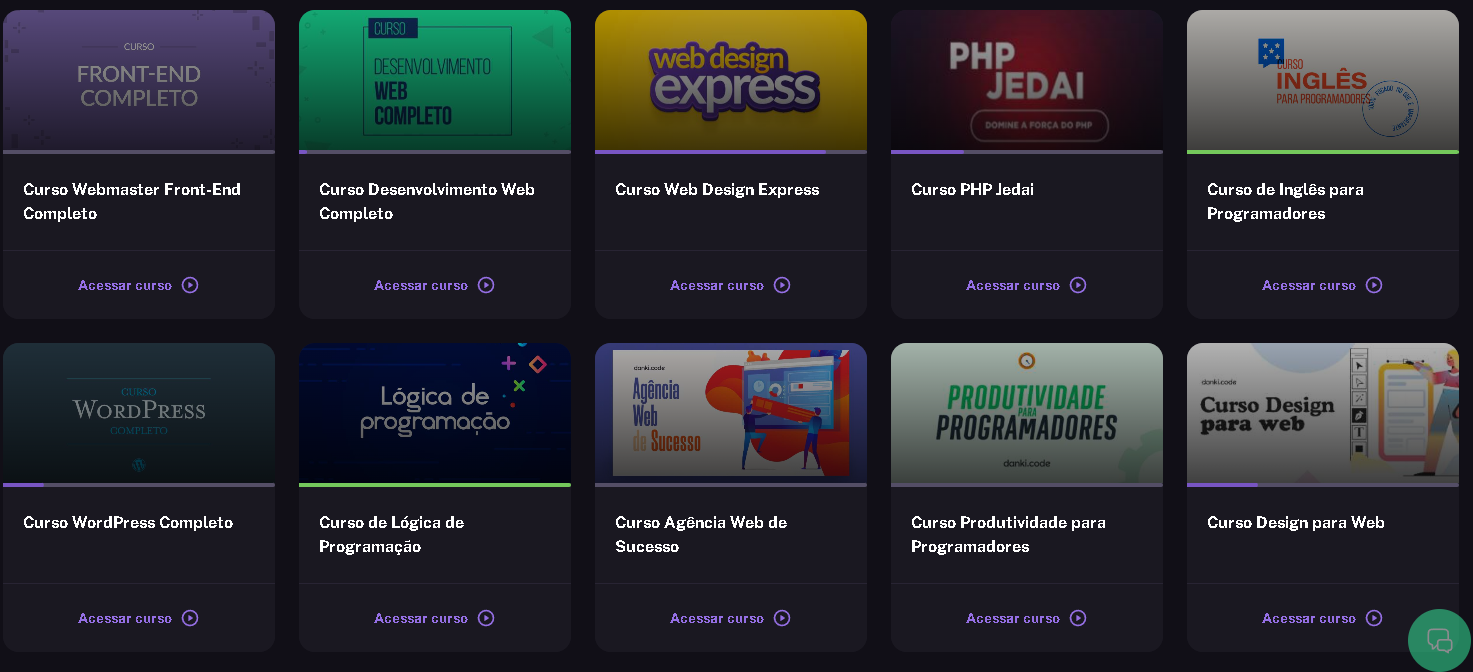 CURSO
FRONT-END
COMPLETO
Curso Webmaster Front-End
Completo
Acessar curso
CURSO
DESENVOLVIMENTO
WEB
COMPLETO
Curso Desenvolvimento Web
Completo
Acessar curso
web design
express
Curso Web Design Express
Acessar curso
PHP
JEDAI
DOMINE A FORÇA DO PHP
Curso PHP Jedai
Acessar curso
CURSO
INGLÊS
PARA PROGRAMADORES
Curso de Inglês para
Programadores
Acessar curso
CURSO
WORDPRESS
COMPLETO
Curso WordPress Completo
Acessar curso
Lógica de
programação
Curso de Lógica de
Programação
Acessar curso
danki.code
Agência
Web
de Sucesso
Curso Agência Web de
Sucesso
Acessar curso
PRODUTIVIDADE
PARA
PROGRAMADORES
danki.code
Curso Produtividade para
Programadores
Acessar curso
danki.code
Curso Design
para web
T
Curso Design para Web
Acessar curso